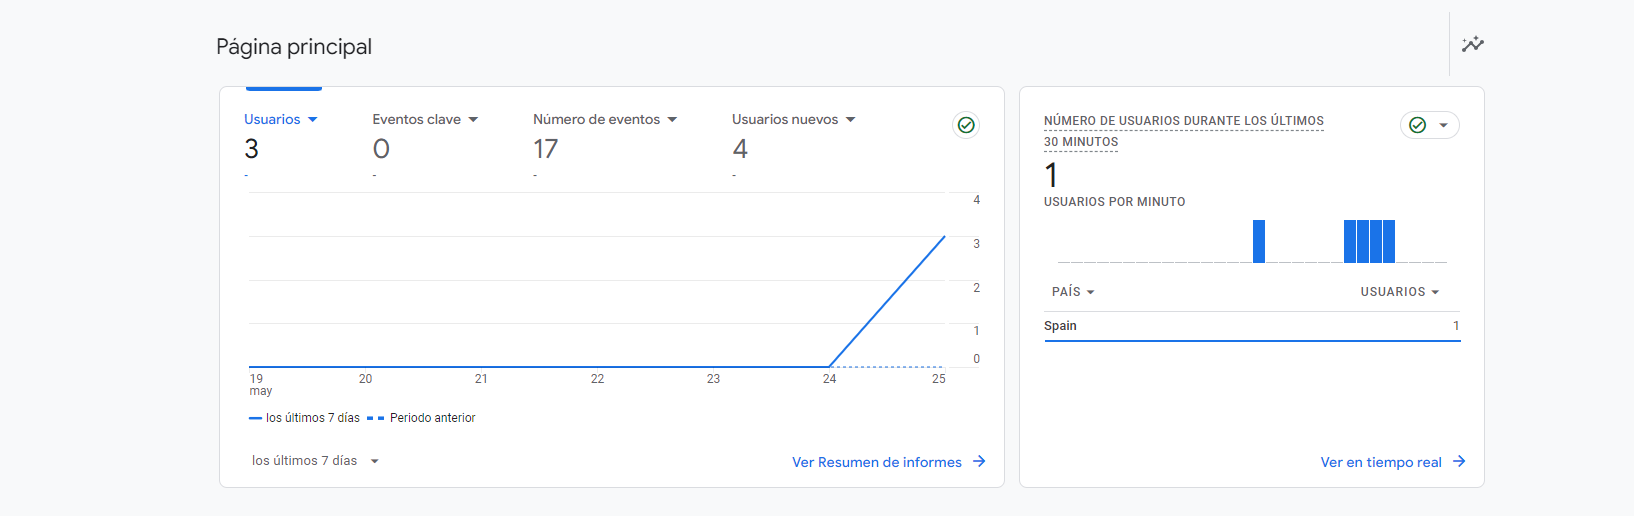 Página principal
Usuarios
3
-
Eventos clave
0
-
Número de eventos
17
-
Usuarios nuevos
4
-
4
3
2
1
0
19
may
20
21
22
23
24
25
los últimos 7 días
Periodo anterior
los últimos 7 días
Ver Resumen de informes
NÚMERO DE USUARIOS DURANTE LOS ÚLTIMOS
30 MINUTOS
1
USUARIOS POR MINUTO
PAÍS
USUARIOS
Spain
1
Ver en tiempo real